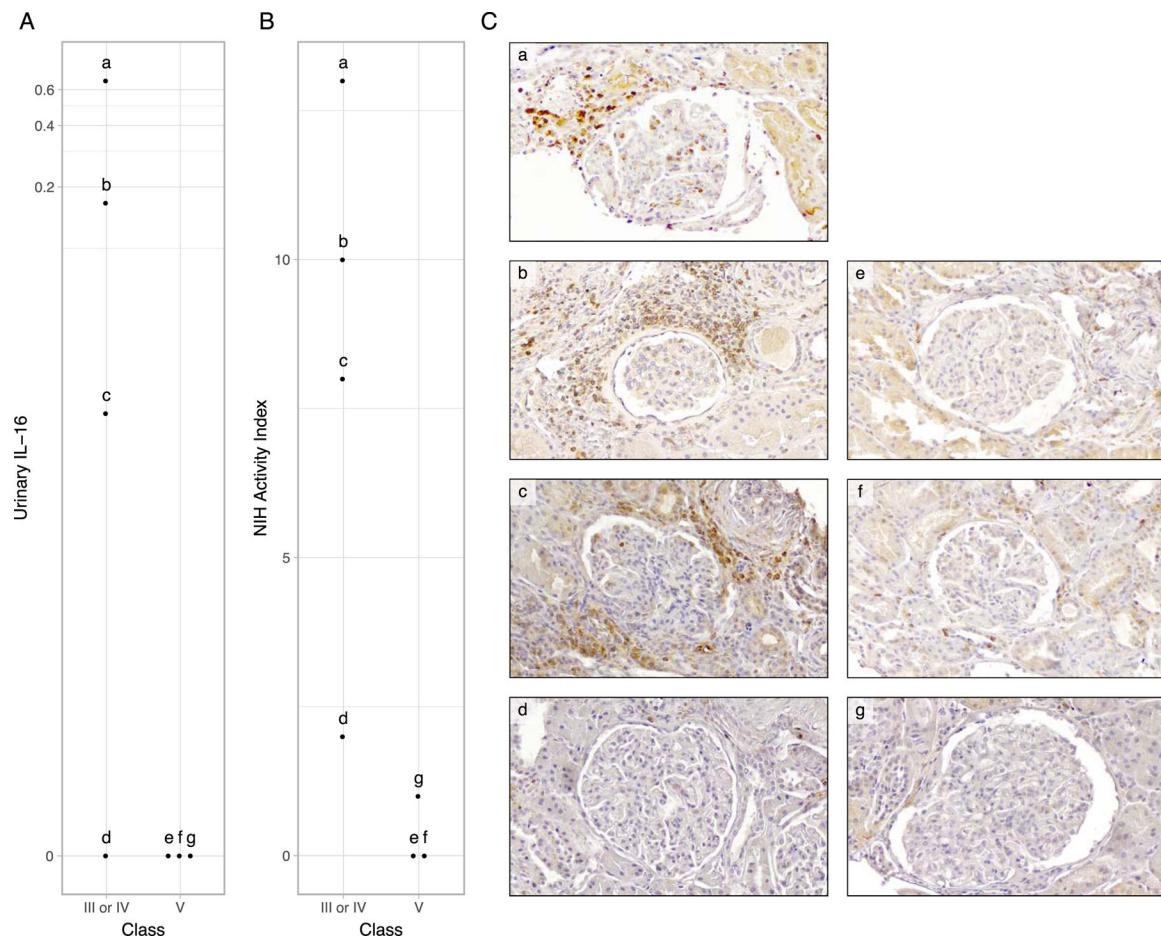 A
B
C
Urinary IL−16
0.6
0.4
0.2
0
a
b
c
d
e f g
III or IV
V
Class
NIH Activity Index
10
5
0
a
b
c
d
g
e f
III or IV
V
Class
a
b
e
c
f
d
g